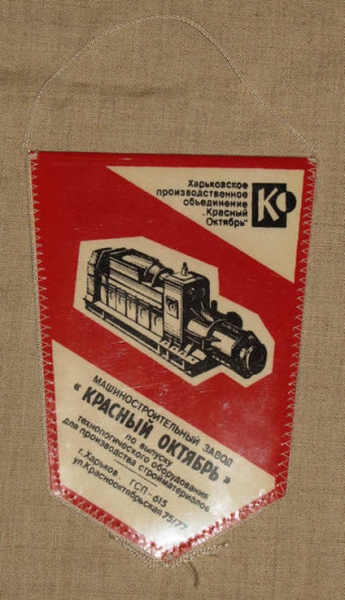 Харьковское
производственное
объединение
„Красный
Октябрь"
КФ
МАШИНОСТРОИТЕЛЬНЫЙ ЗАВОД
« КРАСНЫЙ ОКТЯБРЬ »
по выпуску
технологического оборудования
для производства стройматериалов
г.Харьков ГСП-615
ул.Краснооктябрьская 75/77